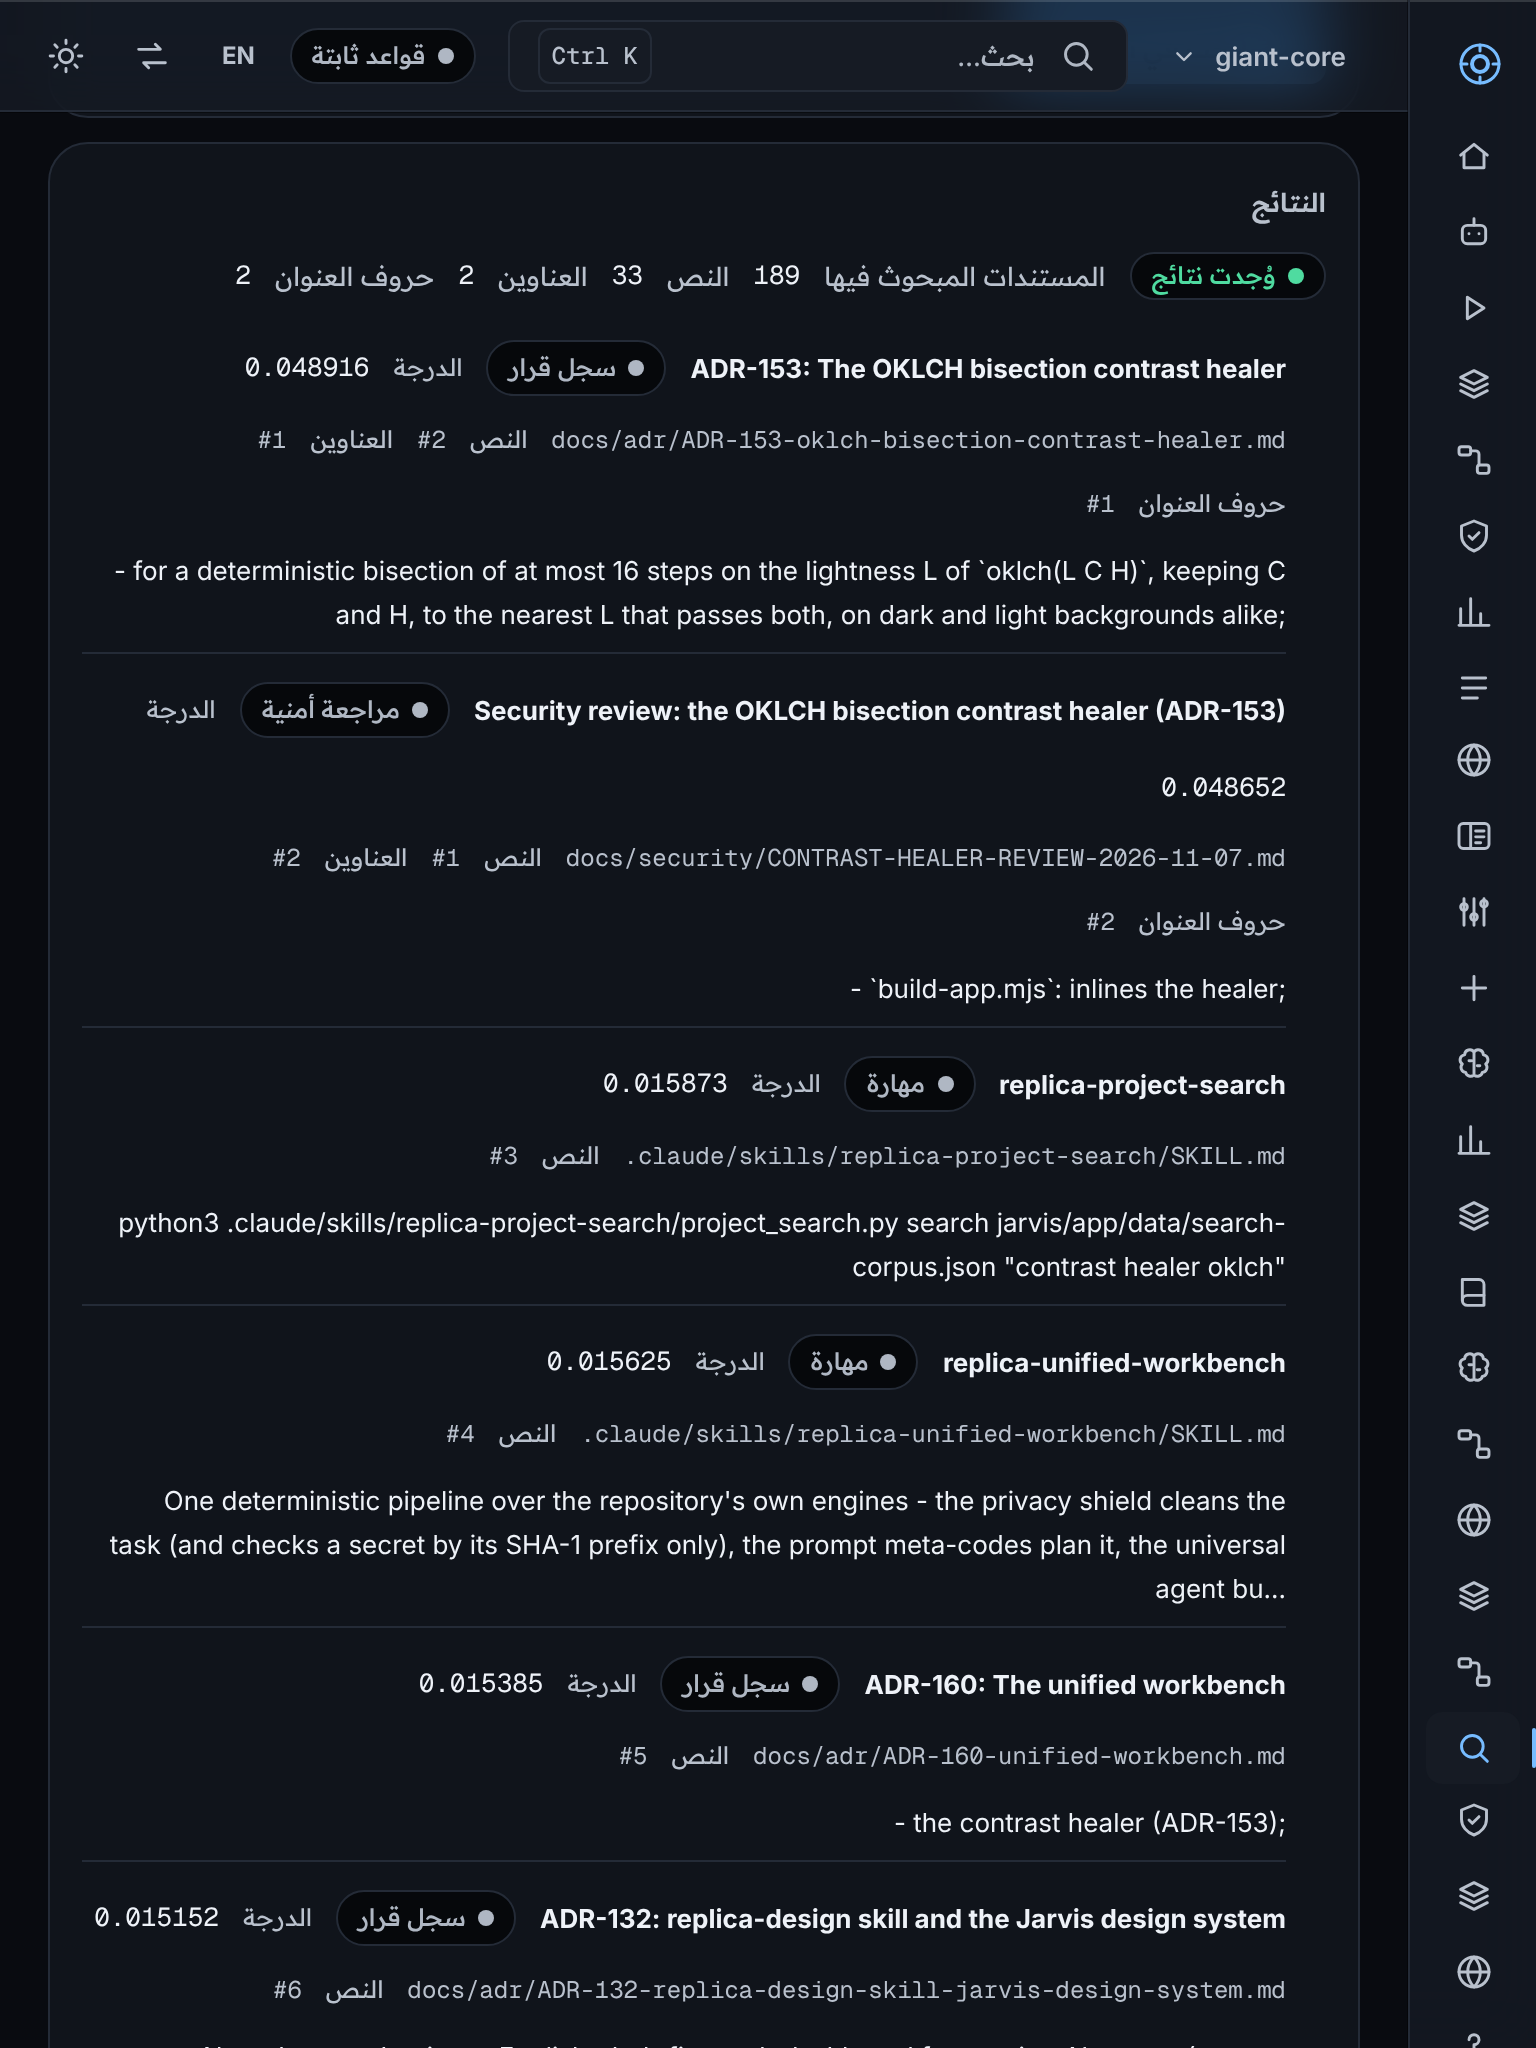 giant-core
بحث...
Ctrl K
قواعد ثابتة
EN
النتائج
وُجدت نتائج المستندات المبحوث فيها 189 النص 33 العناوين 2 حروف العنوان 2
ADR-153: The OKLCH bisection contrast healer سجل قرار الدرجة 0.048916
docs/adr/ADR-153-oklch-bisection-contrast-healer.md النص #2 العناوين #1
حروف العنوان #1
- for a deterministic bisection of at most 16 steps on the lightness L of `oklch(L C H)`, keeping C
and H, to the nearest L that passes both, on dark and light backgrounds alike;
Security review: the OKLCH bisection contrast healer (ADR-153) مراجعة أمنية الدرجة
0.048652
docs/security/CONTRAST-HEALER-REVIEW-2026-11-07.md النص #1 العناوين #2
حروف العنوان #2
- `build-app.mjs`: inlines the healer;
replica-project-search مهارة الدرجة 0.015873
.claude/skills/replica-project-search/SKILL.md النص #3
python3 .claude/skills/replica-project-search/project_search.py search jarvis/app/data/search-
corpus.json "contrast healer oklch"
replica-unified-workbench مهارة الدرجة 0.015625
.claude/skills/replica-unified-workbench/SKILL.md النص #4
One deterministic pipeline over the repository's own engines - the privacy shield cleans the
task (and checks a secret by its SHA-1 prefix only), the prompt meta-codes plan it, the universal
agent bu...
ADR-160: The unified workbench سجل قرار الدرجة 0.015385
docs/adr/ADR-160-unified-workbench.md النص #5
- the contrast healer (ADR-153);
ADR-132: replica-design skill and the Jarvis design system سجل قرار الدرجة 0.015152
docs/adr/ADR-132-replica-design-skill-jarvis-design-system.md النص #6